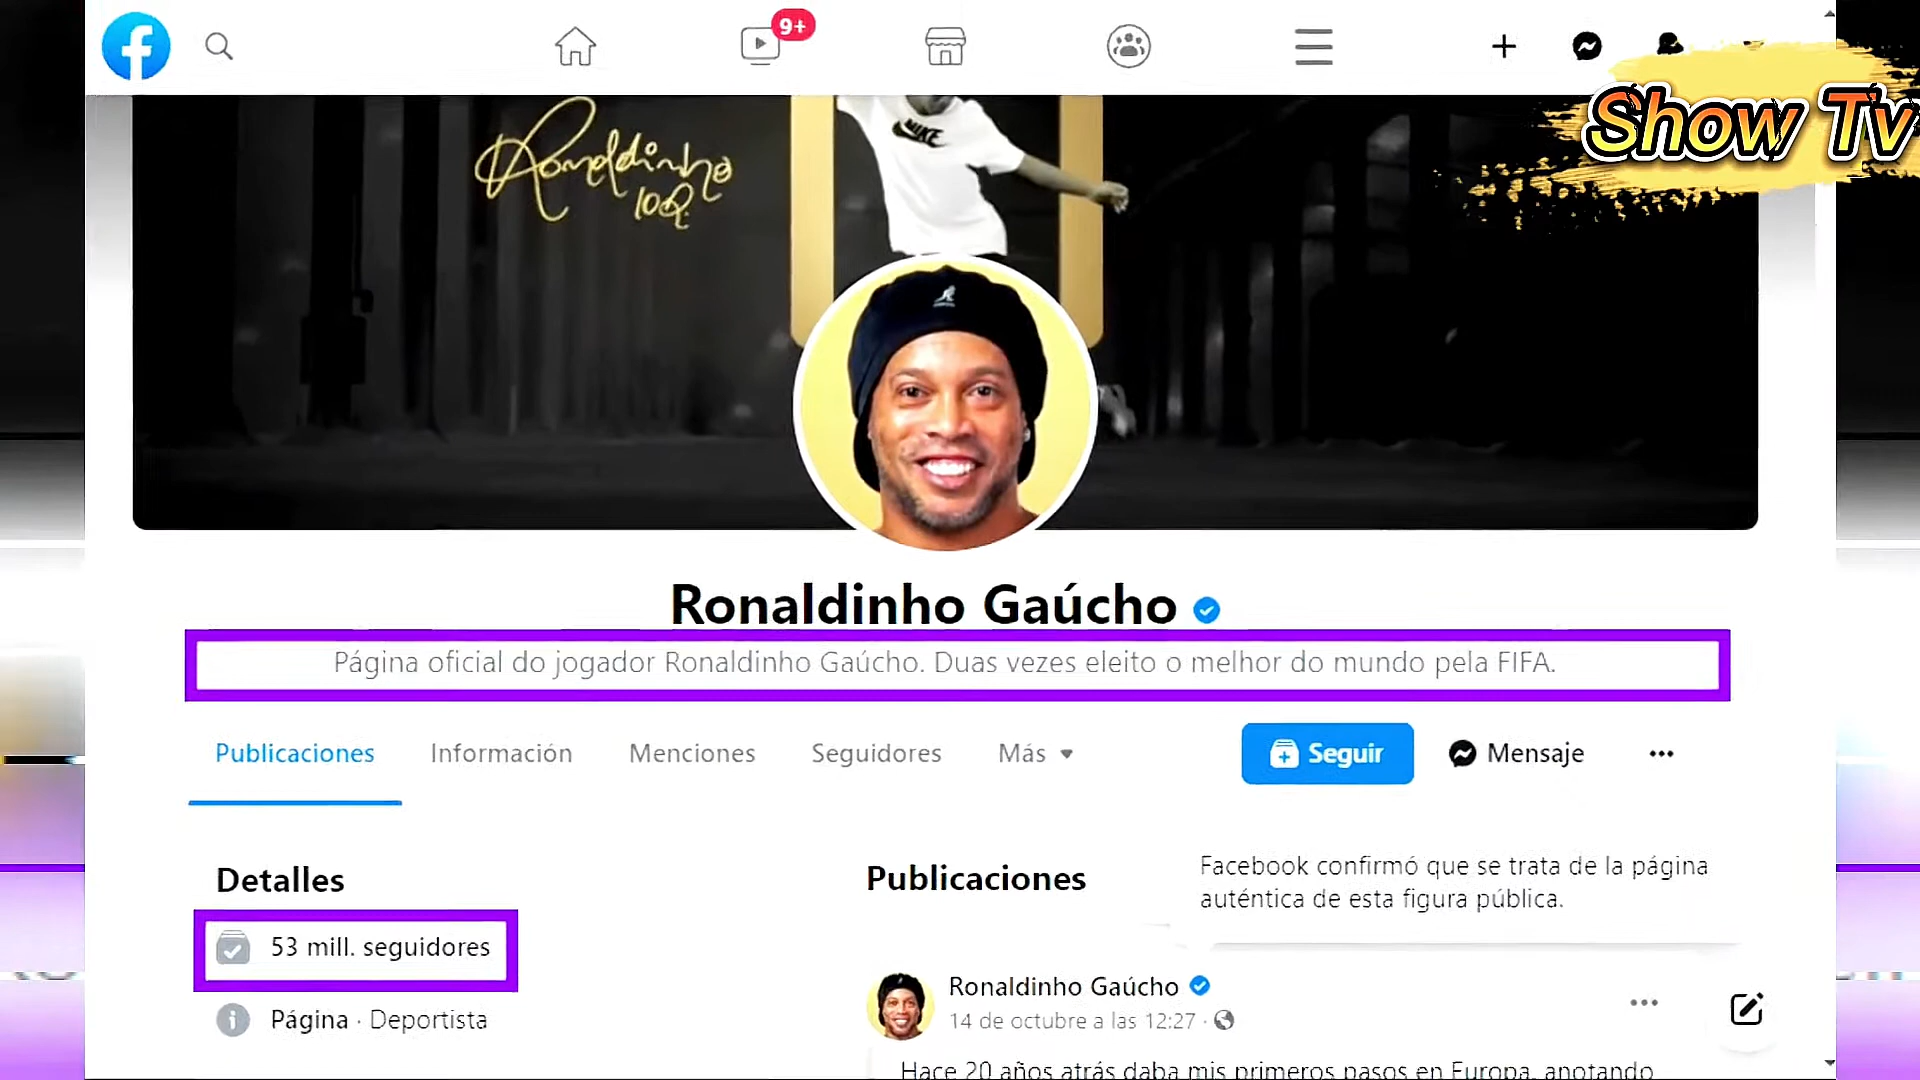 9+
Show Tv
NIKE
Ronaldinho
10R
Ronaldinho Gaúcho
Página oficial do jogador Ronaldinho Gaúcho. Duas vezes eleito o melhor do mundo pela FIFA.
Publicaciones Información Menciones Seguidores Más Seguir Mensaje
Detalles
53 mill. seguidores
Página · Deportista
Publicaciones
Facebook confirmó que se trata de la página
auténtica de esta figura pública.
Ronaldinho Gaúcho
14 de octubre a las 12:27 ·
Hace 20 años atrás daba mis primeros pasos en Europa, anotando